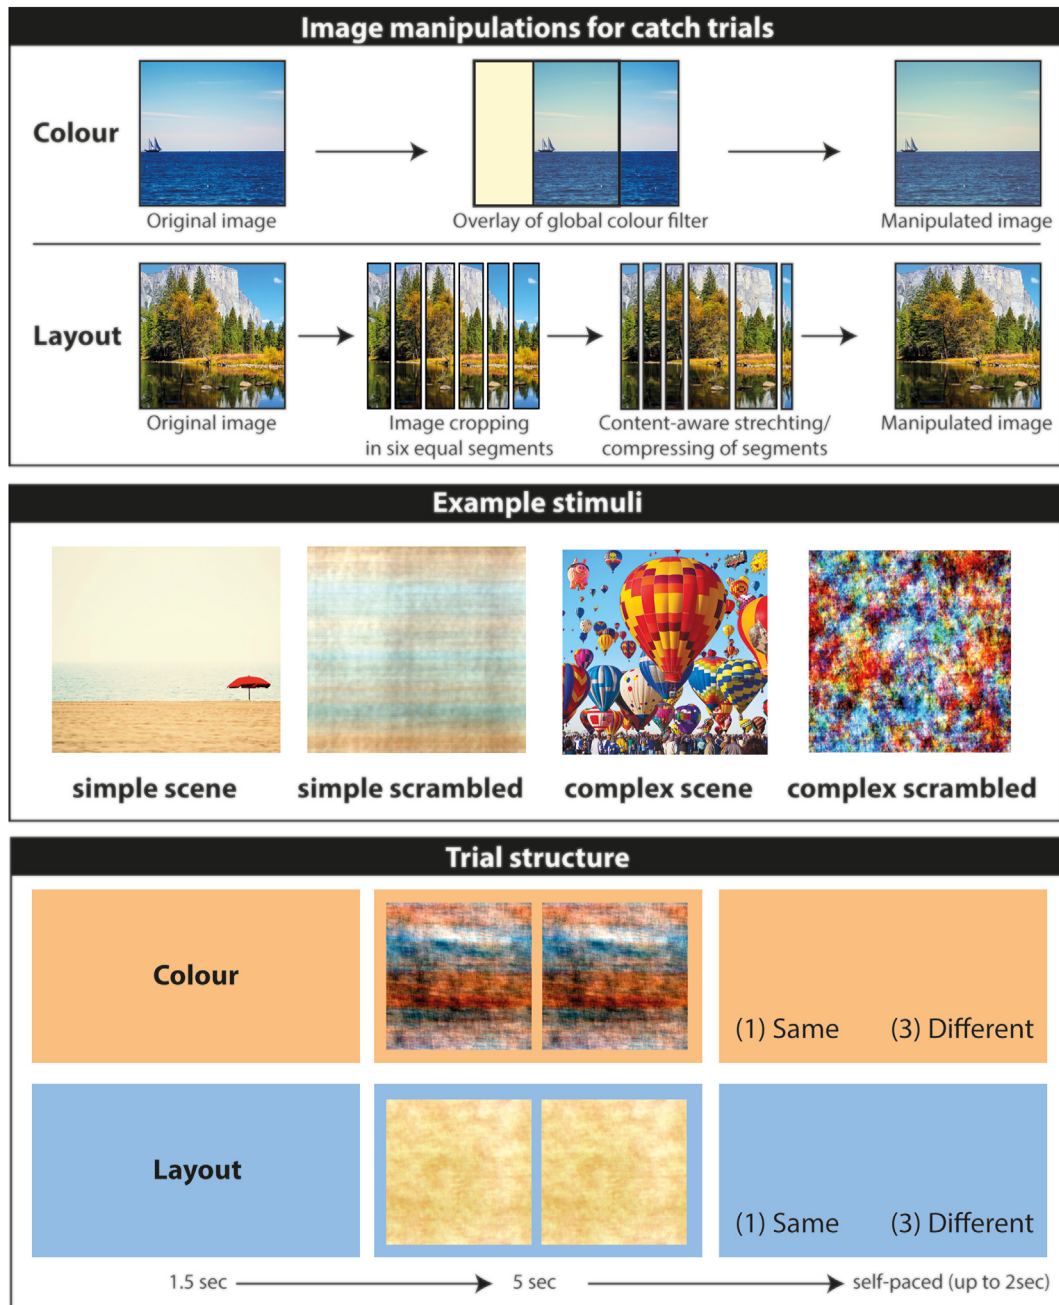 Image manipulations for catch trials
Colour
Original image
Overlay of global colour filter
Manipulated image
Layout
Original image
Image cropping
in six equal segments
Content-aware strechting/
compressing of segments
Manipulated image
Example stimuli
simple scene
simple scrambled
complex scene
complex scrambled
Trial structure
Colour
(1) Same
(3) Different
Layout
(1) Same
(3) Different
1.5 sec
5 sec
self-paced (up to 2sec)